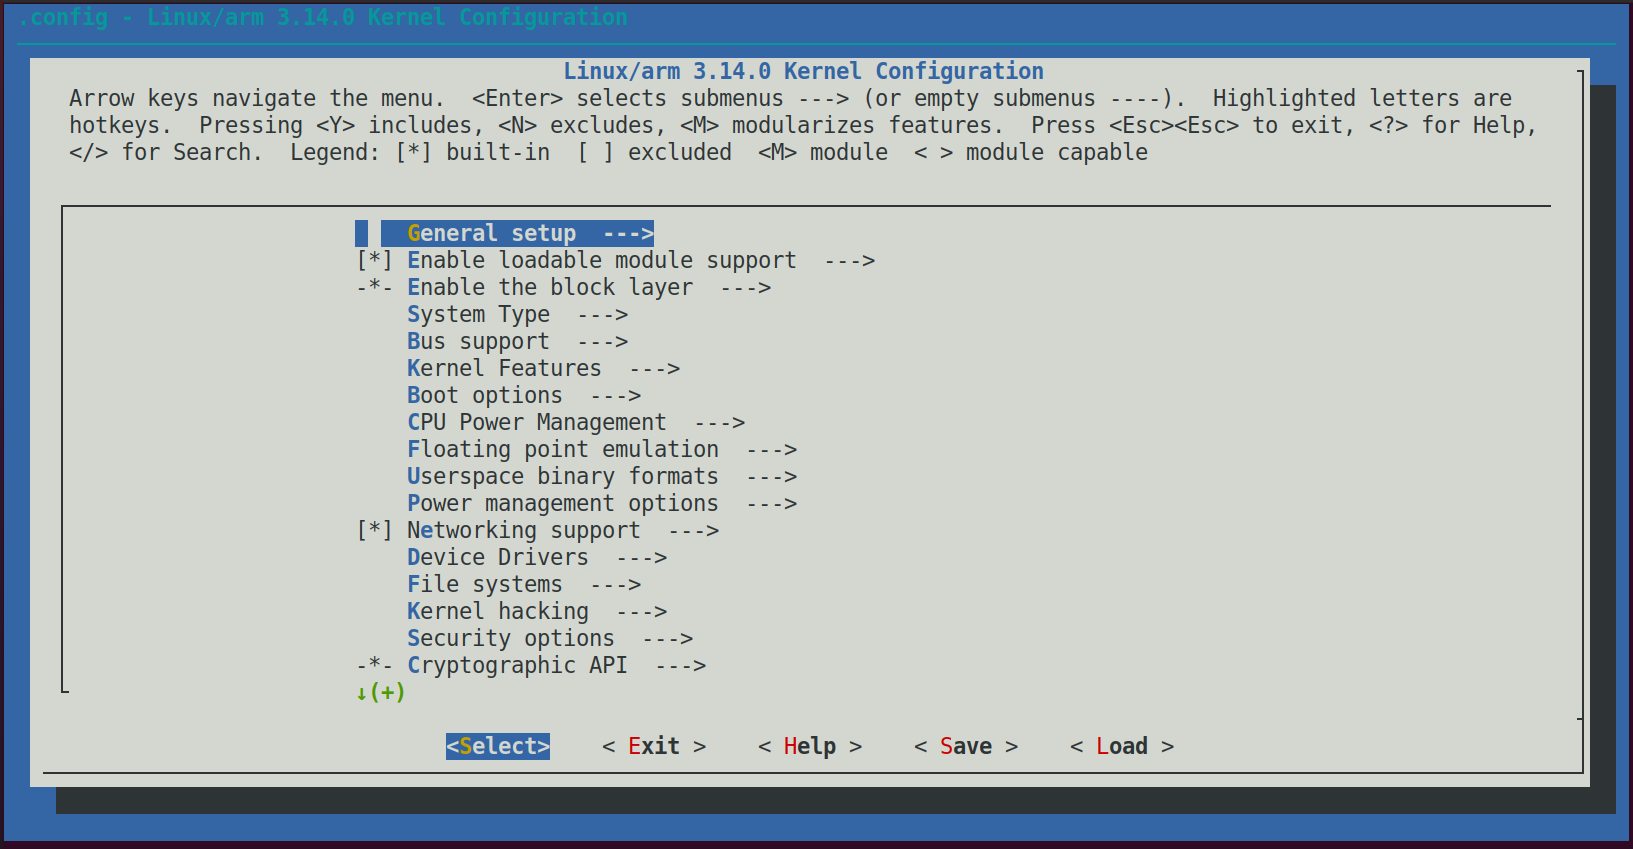 .config - Linux/arm 3.14.0 Kernel Configuration
Linux/arm 3.14.0 Kernel Configuration
Arrow keys navigate the menu.  <Enter> selects submenus ---> (or empty submenus ----).  Highlighted letters are
hotkeys.  Pressing <Y> includes, <N> excludes, <M> modularizes features.  Press <Esc><Esc> to exit, <?> for Help,
</> for Search.  Legend: [*] built-in  [ ] excluded  <M> module  < > module capable
General setup  --->
[*] Enable loadable module support  --->
-*- Enable the block layer  --->
System Type  --->
Bus support  --->
Kernel Features  --->
Boot options  --->
CPU Power Management  --->
Floating point emulation  --->
Userspace binary formats  --->
Power management options  --->
[*] Networking support  --->
Device Drivers  --->
File systems  --->
Kernel hacking  --->
Security options  --->
-*- Cryptographic API  --->
↓(+)
<Select>    < Exit >    < Help >    < Save >    < Load >